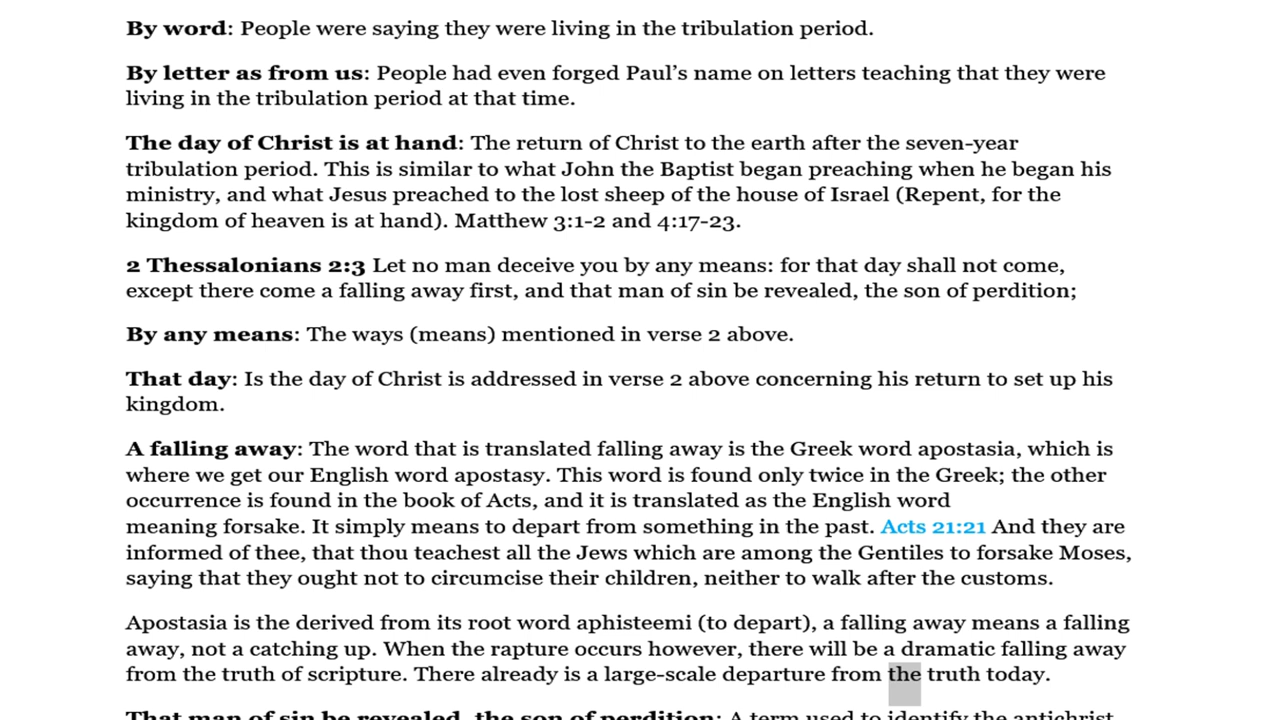 By word: People were saying they were living in the tribulation period.
By letter as from us: People had even forged Paul's name on letters teaching that they were
living in the tribulation period at that time.
The day of Christ is at hand: The return of Christ to the earth after the seven-year
tribulation period. This is similar to what John the Baptist began preaching when he began his
ministry, and what Jesus preached to the lost sheep of the house of Israel (Repent, for the
kingdom of heaven is at hand). Matthew 3:1-2 and 4:17-23.
2 Thessalonians 2:3 Let no man deceive you by any means: for that day shall not come,
except there come a falling away first, and that man of sin be revealed, the son of perdition;
By any means: The ways (means) mentioned in verse 2 above.
That day: Is the day of Christ is addressed in verse 2 above concerning his return to set up his
kingdom.
A falling away: The word that is translated falling away is the Greek word apostasia, which is
where we get our English word apostasy. This word is found only twice in the Greek; the other
occurrence is found in the book of Acts, and it is translated as the English word
meaning forsake. It simply means to depart from something in the past. Acts 21:21 And they are
informed of thee, that thou teachest all the Jews which are among the Gentiles to forsake Moses,
saying that they ought not to circumcise their children, neither to walk after the customs.
Apostasia is the derived from its root word aphisteemi (to depart), a falling away means a falling
away, not a catching up. When the rapture occurs however, there will be a dramatic falling away
from the truth of scripture. There already is a large-scale departure from the truth today.
That man of sin be revealed, the son of perdition: A term used to identify the antichrist